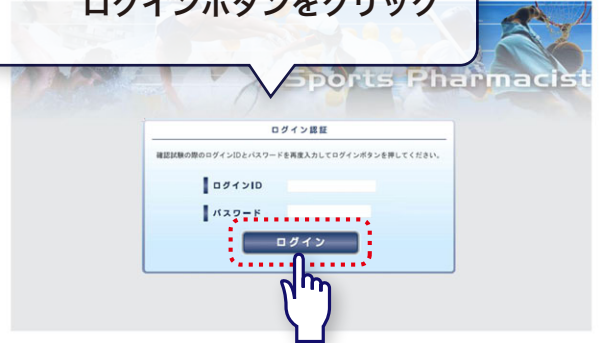 ログインボタンをクリック
Sports Pharmacist
ログイン認証
確認試験の際のログインIDとパスワードを再度入力してログインボタンを押してください。
ログインID
パスワード
ログイン